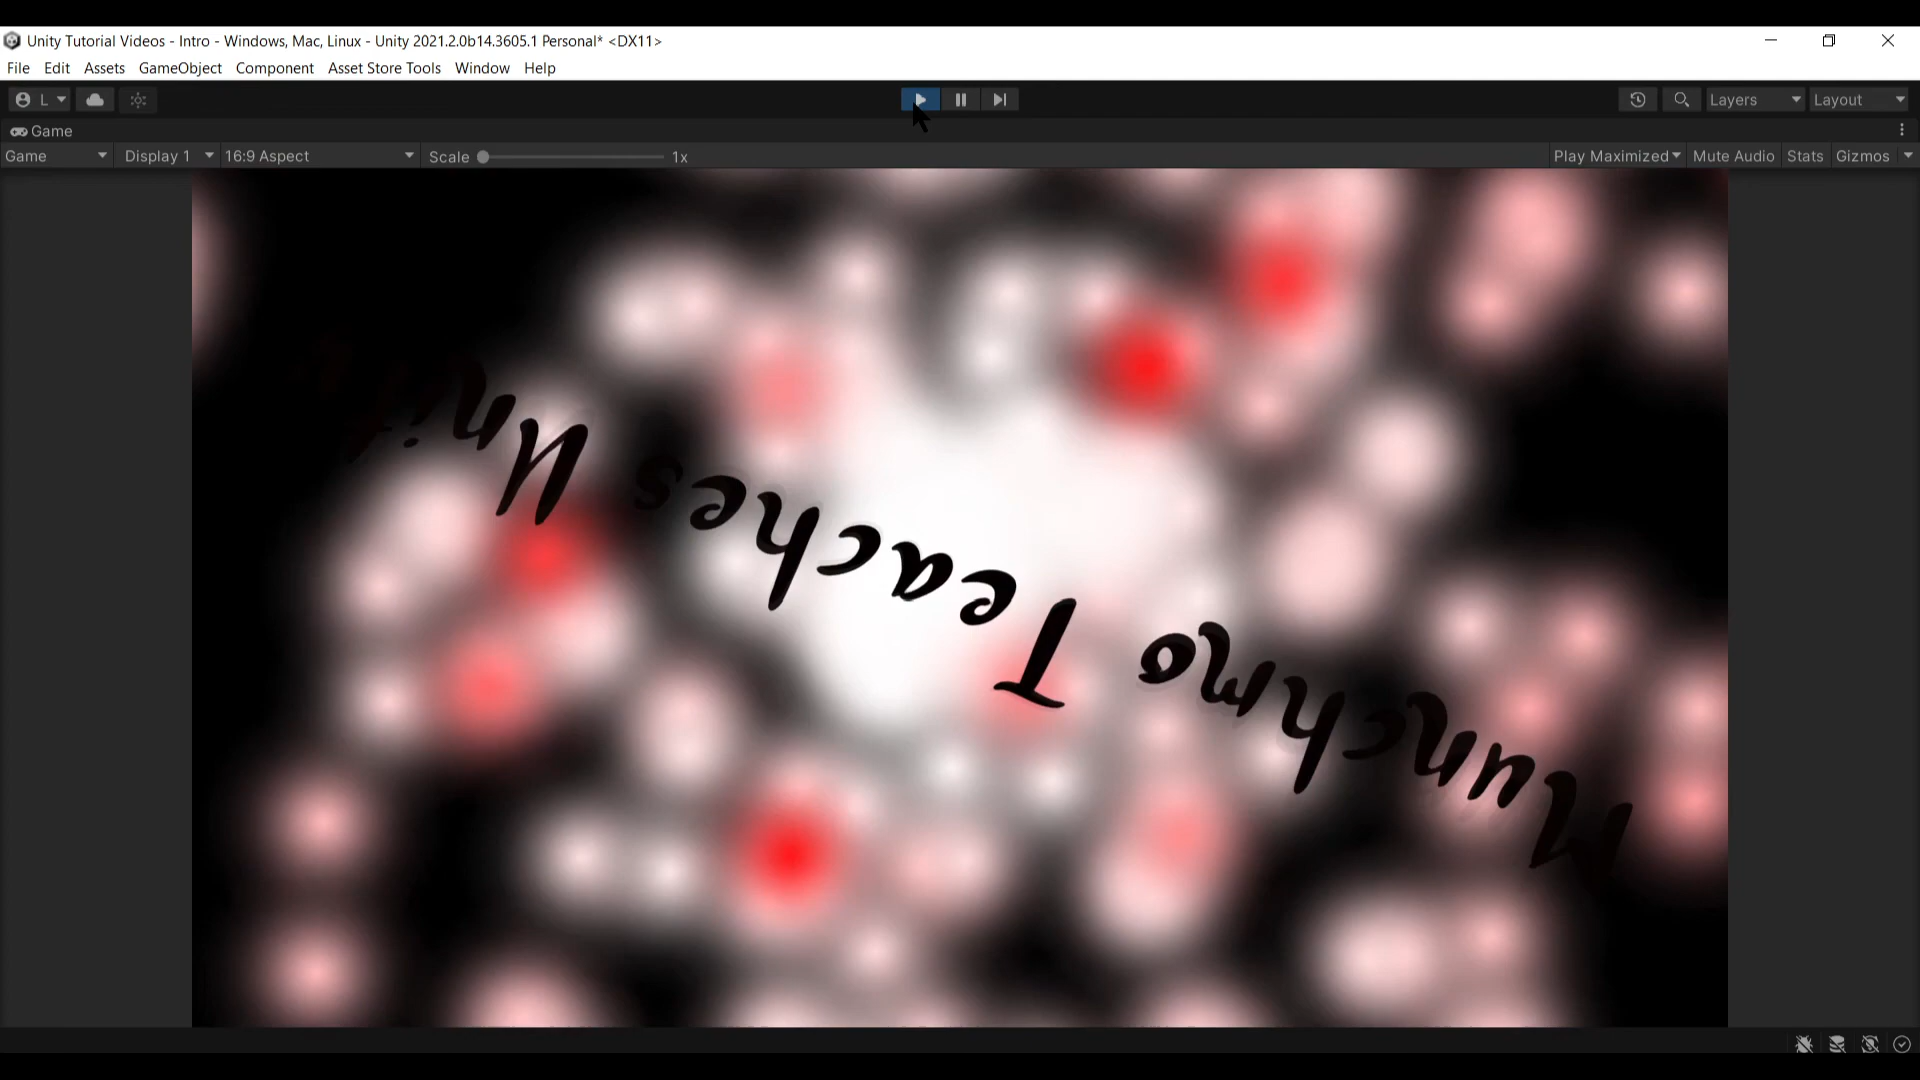 Unity Tutorial Videos - Intro - Windows, Mac, Linux - Unity 2021.2.0b14.3605.1 Personal* <DX11>
File Edit Assets GameObject Component Asset Store Tools Window Help
L Layers Layout
Game
Game Display 1 16:9 Aspect Scale 1x Play Maximized Mute Audio Stats Gizmos
Munchmo Teaches Unity